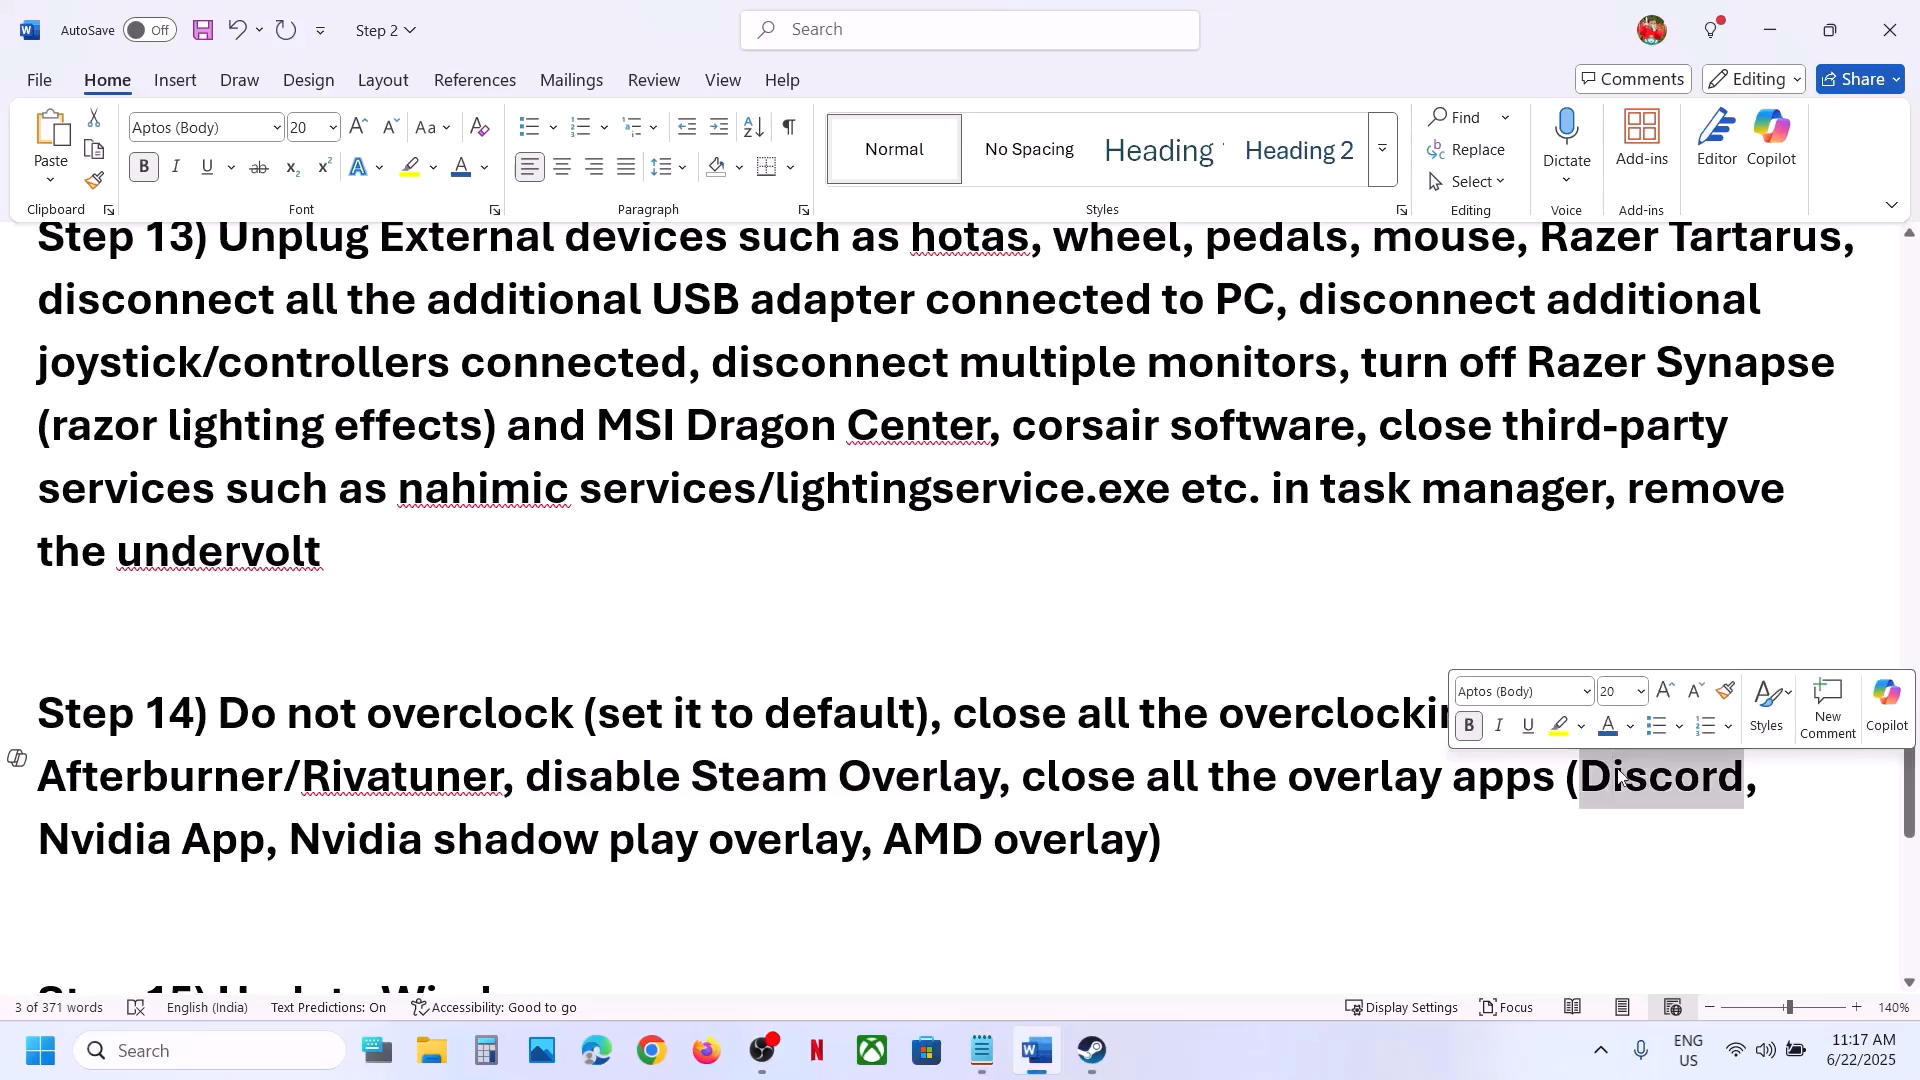 AutoSave Off Step 2 Search
File Home Insert Draw Design Layout References Mailings Review View Help Comments Editing Share
Paste Aptos (Body) 20 Normal No Spacing Heading Heading 2 Find Replace Select Dictate Add-ins Editor Copilot
Clipboard Font Paragraph Styles Editing Voice Add-ins
Step 13) Unplug External devices such as hotas, wheel, pedals, mouse, Razer Tartarus,
disconnect all the additional USB adapter connected to PC, disconnect additional
joystick/controllers connected, disconnect multiple monitors, turn off Razer Synapse
(razor lighting effects) and MSI Dragon Center, corsair software, close third-party
services such as nahimic services/lightingservice.exe etc. in task manager, remove
the undervolt
Aptos (Body) 20 Styles New Comment Copilot
Step 14) Do not overclock (set it to default), close all the
Afterburner/Rivatuner, disable Steam Overlay, close all the overlay apps (Discord,
Nvidia App, Nvidia shadow play overlay, AMD overlay)
3 of 371 words English (India) Text Predictions: On Accessibility: Good to go Display Settings Focus 140%
Search ENG US 11:17 AM 6/22/2025